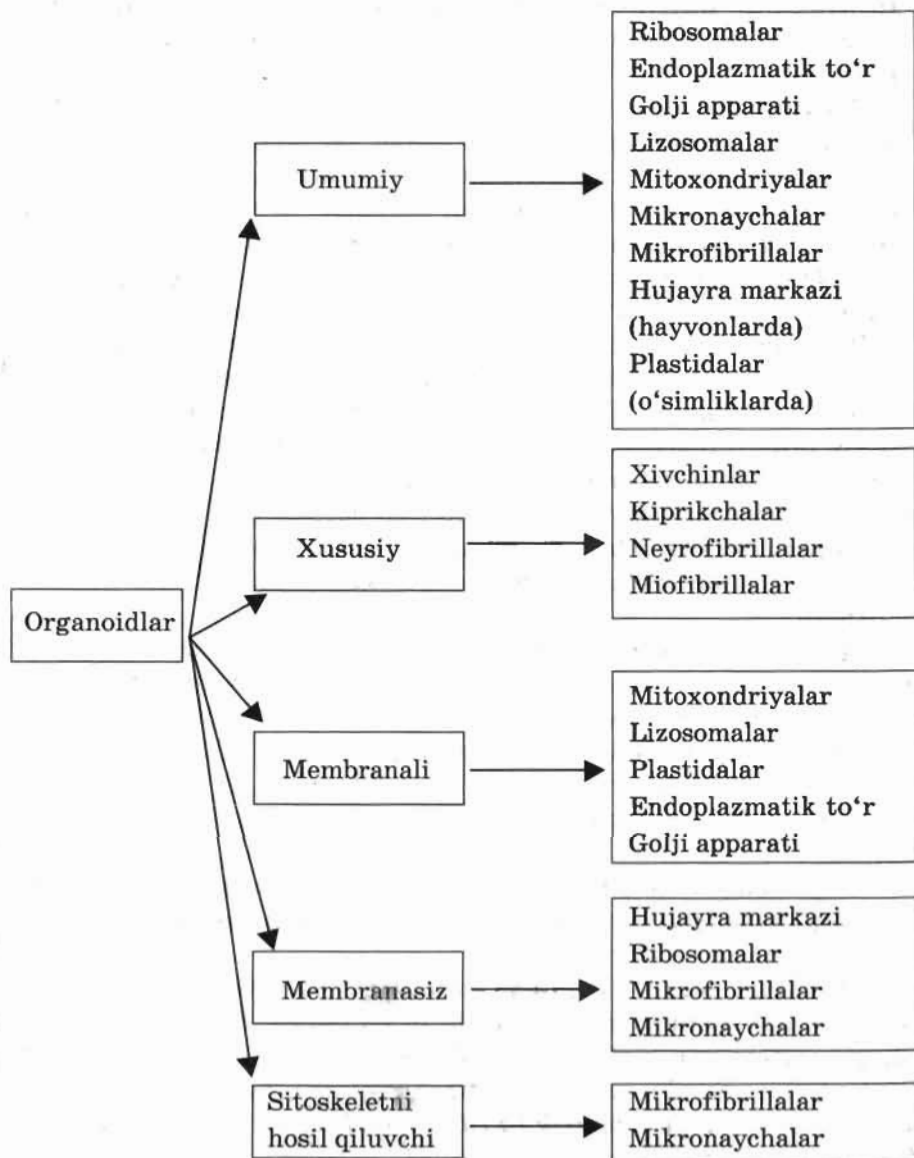 Organoidlar
Umumiy
Ribosomalar
Endoplazmatik to‘r
Golji apparati
Lizosomalar
Mitoxondriyalar
Mikronaychalar
Mikrofibrillalar
Hujayra markazi
(hayvonlarda)
Plastidalar
(o‘simliklarda)
Xususiy
Xivchinlar
Kiprikchalar
Neyrofibrillalar
Miofibrillalar
Membranali
Mitoxondriyalar
Lizosomalar
Plastidalar
Endoplazmatik to‘r
Golji apparati
Membranasiz
Hujayra markazi
Ribosomalar
Mikrofibrillalar
Mikronaychalar
Sitoskeletni
hosil qiluvchi
Mikrofibrillalar
Mikronaychalar